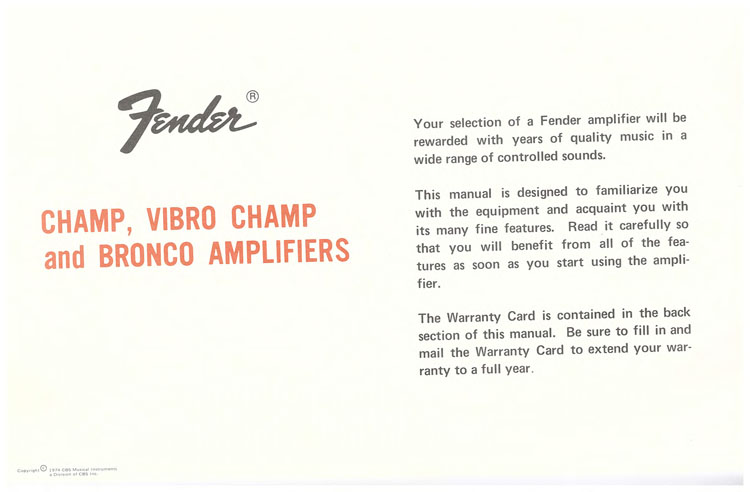 Fender®
CHAMP, VIBRO CHAMP
and BRONCO AMPLIFIERS
Copyright © 1974 CBS Musical Instruments
a Division of CBS Inc.
Your selection of a Fender amplifier will be
rewarded with years of quality music in a
wide range of controlled sounds.
This manual is designed to familiarize you
with the equipment and acquaint you with
its many fine features. Read it carefully so
that you will benefit from all of the fea-
tures as soon as you start using the ampli-
fier.
The Warranty Card is contained in the back
section of this manual. Be sure to fill in and
mail the Warranty Card to extend your war-
ranty to a full year.